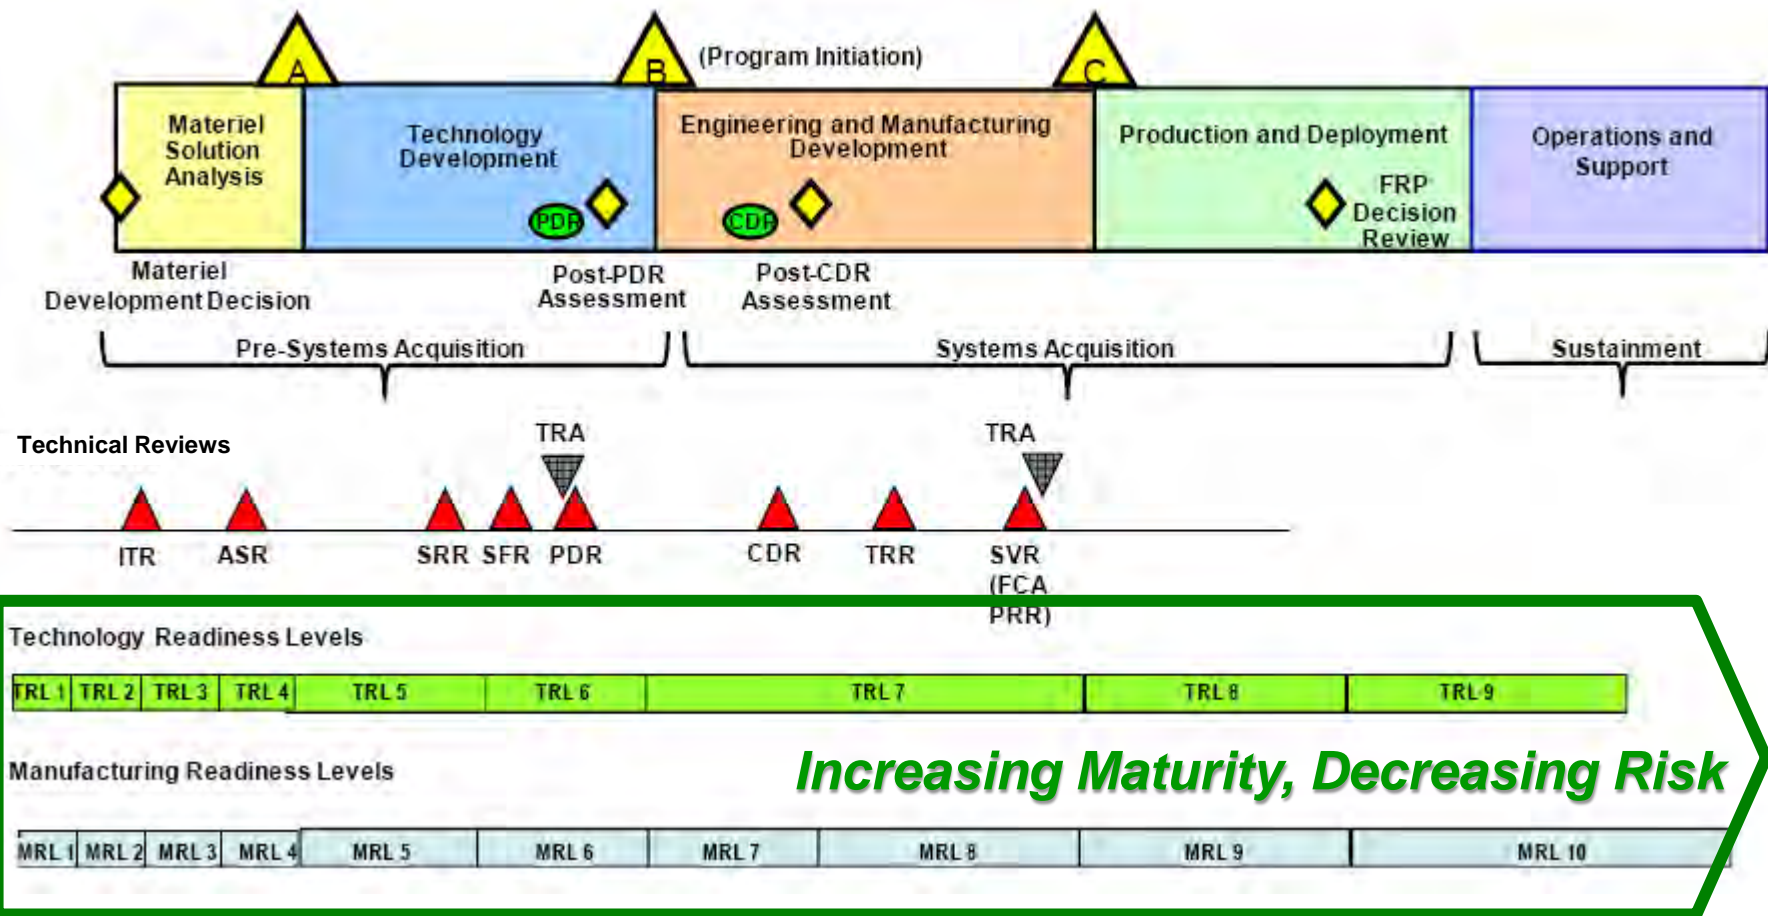 A
B
(Program Initiation)
C
Materiel
Solution
Analysis
Technology
Development
Engineering and Manufacturing
Development
Production and Deployment
Operations and
Support
PDR
CDR
FRP
Decision
Review
Materiel
Development Decision
Post-PDR
Assessment
Post-CDR
Assessment
Pre-Systems Acquisition
Systems Acquisition
Sustainment
Technical Reviews
TRA
TRA
ITR
ASR
SRR
SFR
PDR
CDR
TRR
SVR
(FCA
PRR)
Technology Readiness Levels
TRL 1
TRL 2
TRL 3
TRL 4
TRL 5
TRL 6
TRL 7
TRL 8
TRL 9
Increasing Maturity, Decreasing Risk
Manufacturing Readiness Levels
MRL 1
MRL 2
MRL 3
MRL 4
MRL 5
MRL 6
MRL 7
MRL 8
MRL 9
MRL 10